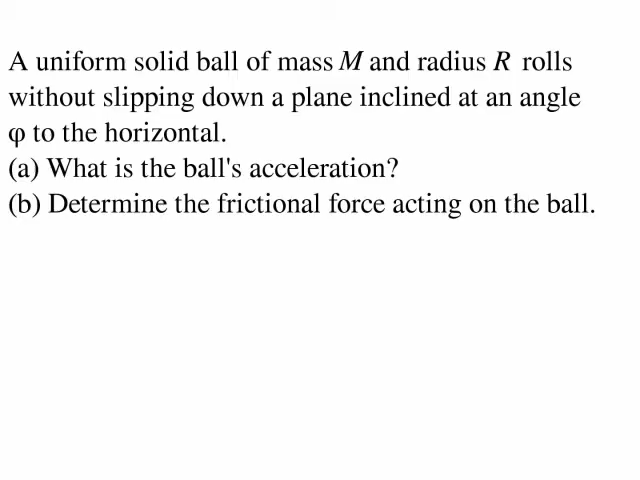 A uniform solid ball of mass M and radius R rolls
without slipping down a plane inclined at an angle
φ to the horizontal.
(a) What is the ball's acceleration?
(b) Determine the frictional force acting on the ball.